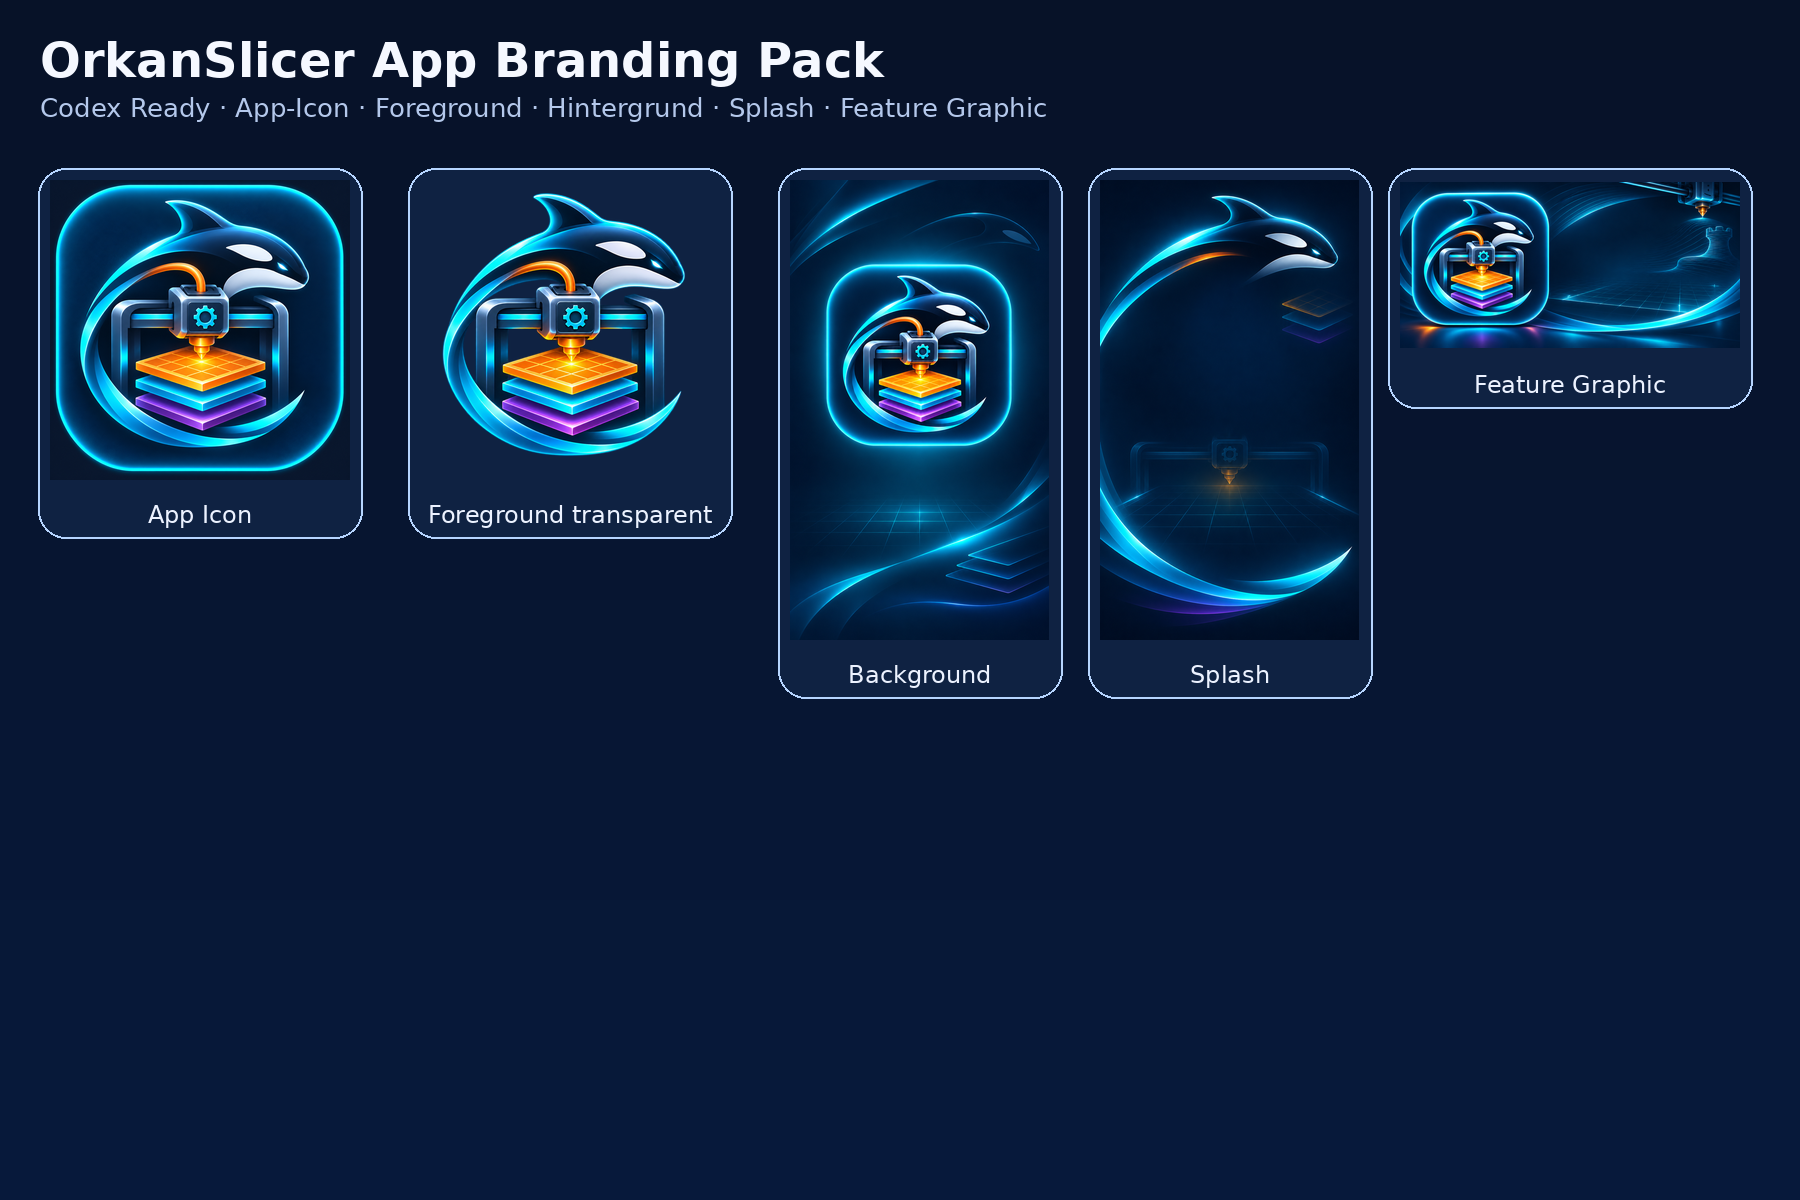 OrkanSlicer App Branding Pack
Codex Ready · App-Icon · Foreground · Hintergrund · Splash · Feature Graphic
App Icon
Foreground transparent
Background
Splash
Feature Graphic